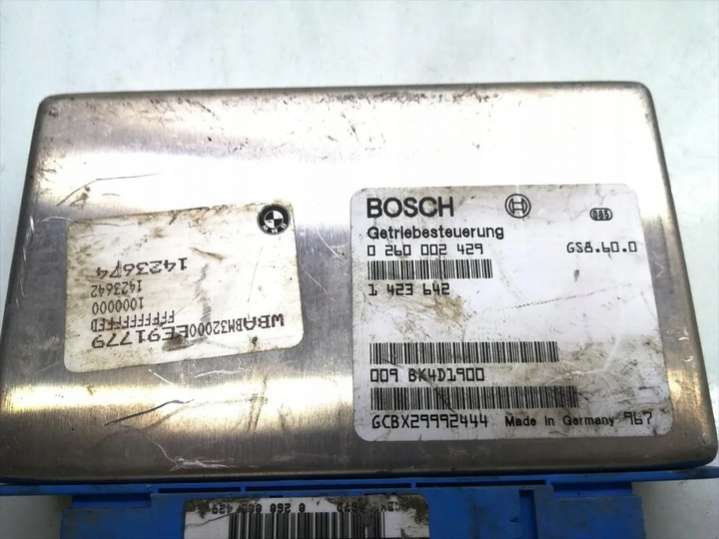 BOSCH
Getriebesteuerung
0 260 002 429 GS8.60.0
1 423 642
009 BK4D1900
GCBX29992444 Made in Germany 967
WBABM32000EE91779
FFFFFFFFED
1000000
1423642
1423674